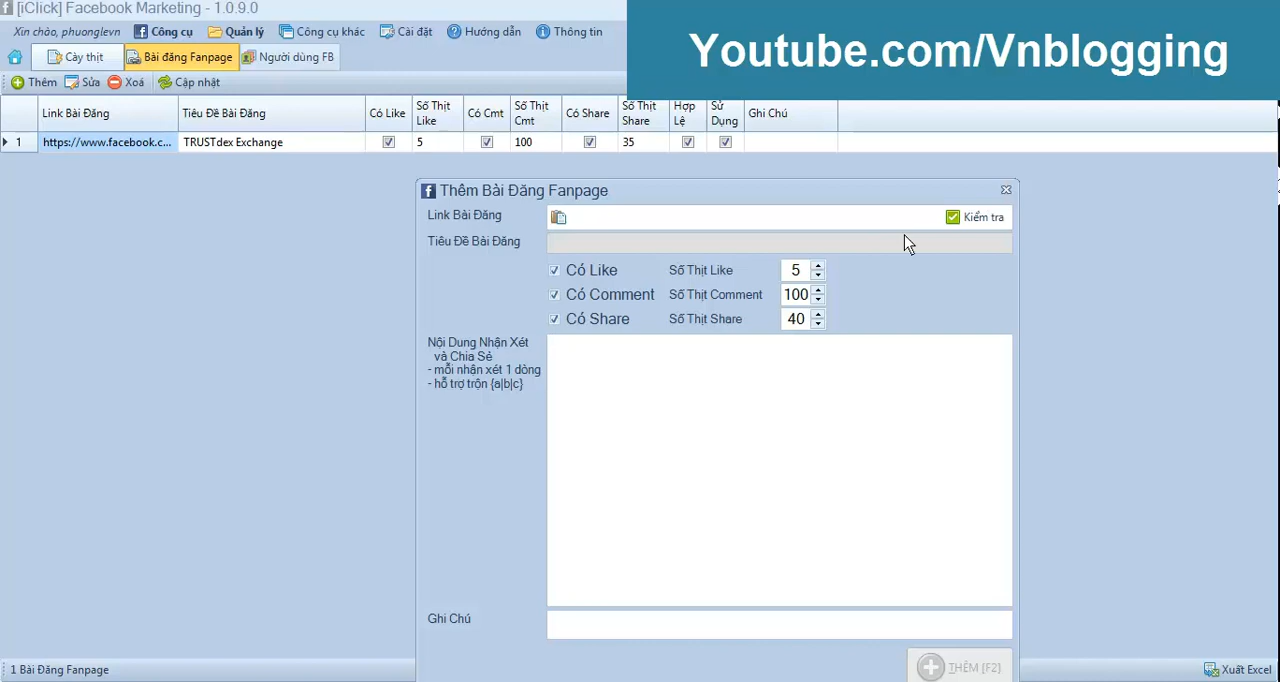 [iClick] Facebook Marketing - 1.0.9.0
Youtube.com/Vnblogging
Xin chào, phuonglevn Công cụ Quản lý Công cụ khác Cài đặt Hướng dẫn Thông tin
Cày thịt Bài đăng Fanpage Người dùng FB
Thêm Sửa Xoá Cập nhật
Link Bài Đăng Tiêu Đề Bài Đăng Có Like Số Thịt Like Có Cmt Số Thịt Cmt Có Share Số Thịt Share Hợp Lệ Sử Dụng Ghi Chú
1 https://www.facebook.c... TRUSTdex Exchange 5 100 35
Thêm Bài Đăng Fanpage
Link Bài Đăng Kiểm tra
Tiêu Đề Bài Đăng
Có Like Số Thịt Like 5
Có Comment Số Thịt Comment 100
Có Share Số Thịt Share 40
Nội Dung Nhận Xét
và Chia Sẻ
- mỗi nhận xét 1 dòng
- hỗ trợ trộn {a|b|c}
Ghi Chú
THÊM [F2]
1 Bài Đăng Fanpage Xuất Excel